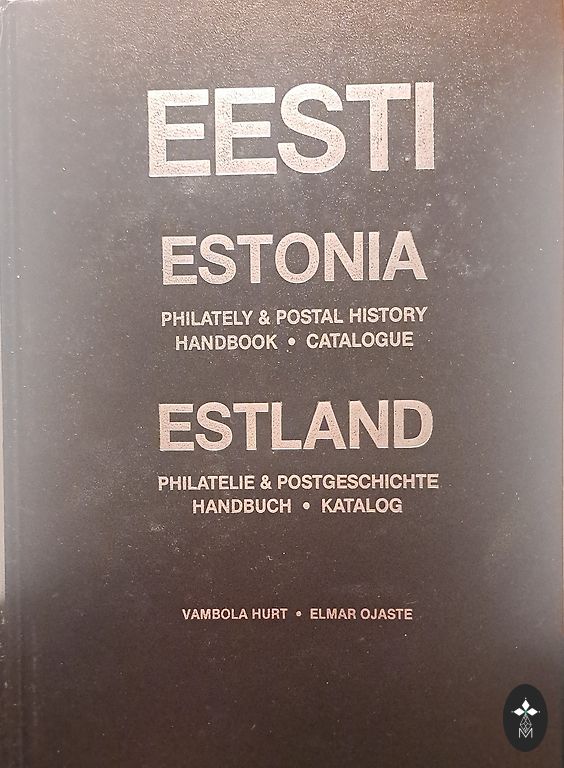 EESTI
ESTONIA
PHILATELY & POSTAL HISTORY
HANDBOOK • CATALOGUE
ESTLAND
PHILATELIE & POSTGESCHICHTE
HANDBUCH • KATALOG
VAMBOLA HURT • ELMAR OJASTE
M